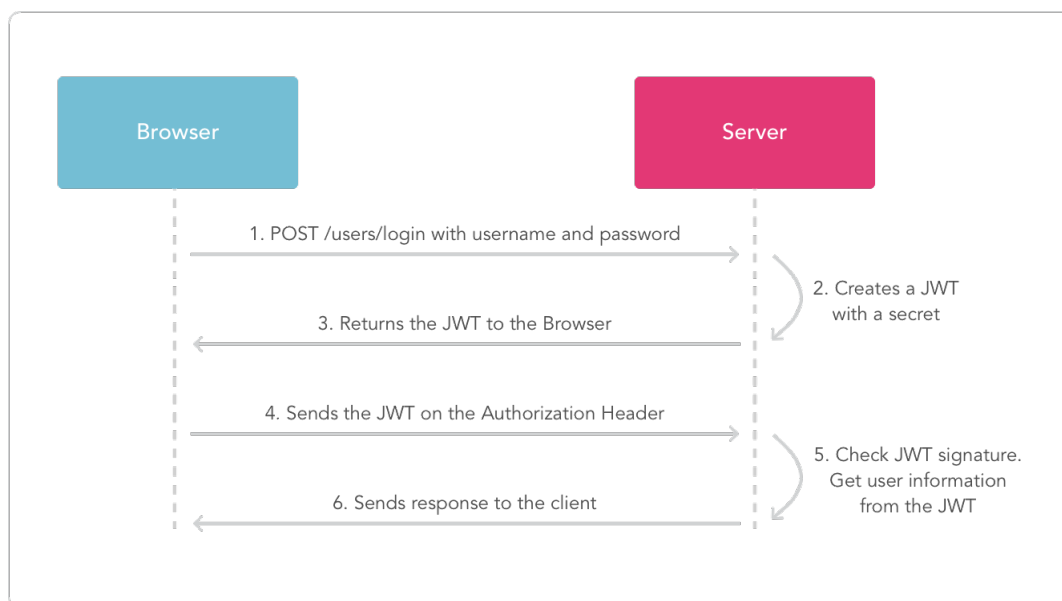 Browser
Server
1. POST /users/login with username and password
2. Creates a JWT
with a secret
3. Returns the JWT to the Browser
4. Sends the JWT on the Authorization Header
5. Check JWT signature.
Get user information
from the JWT
6. Sends response to the client